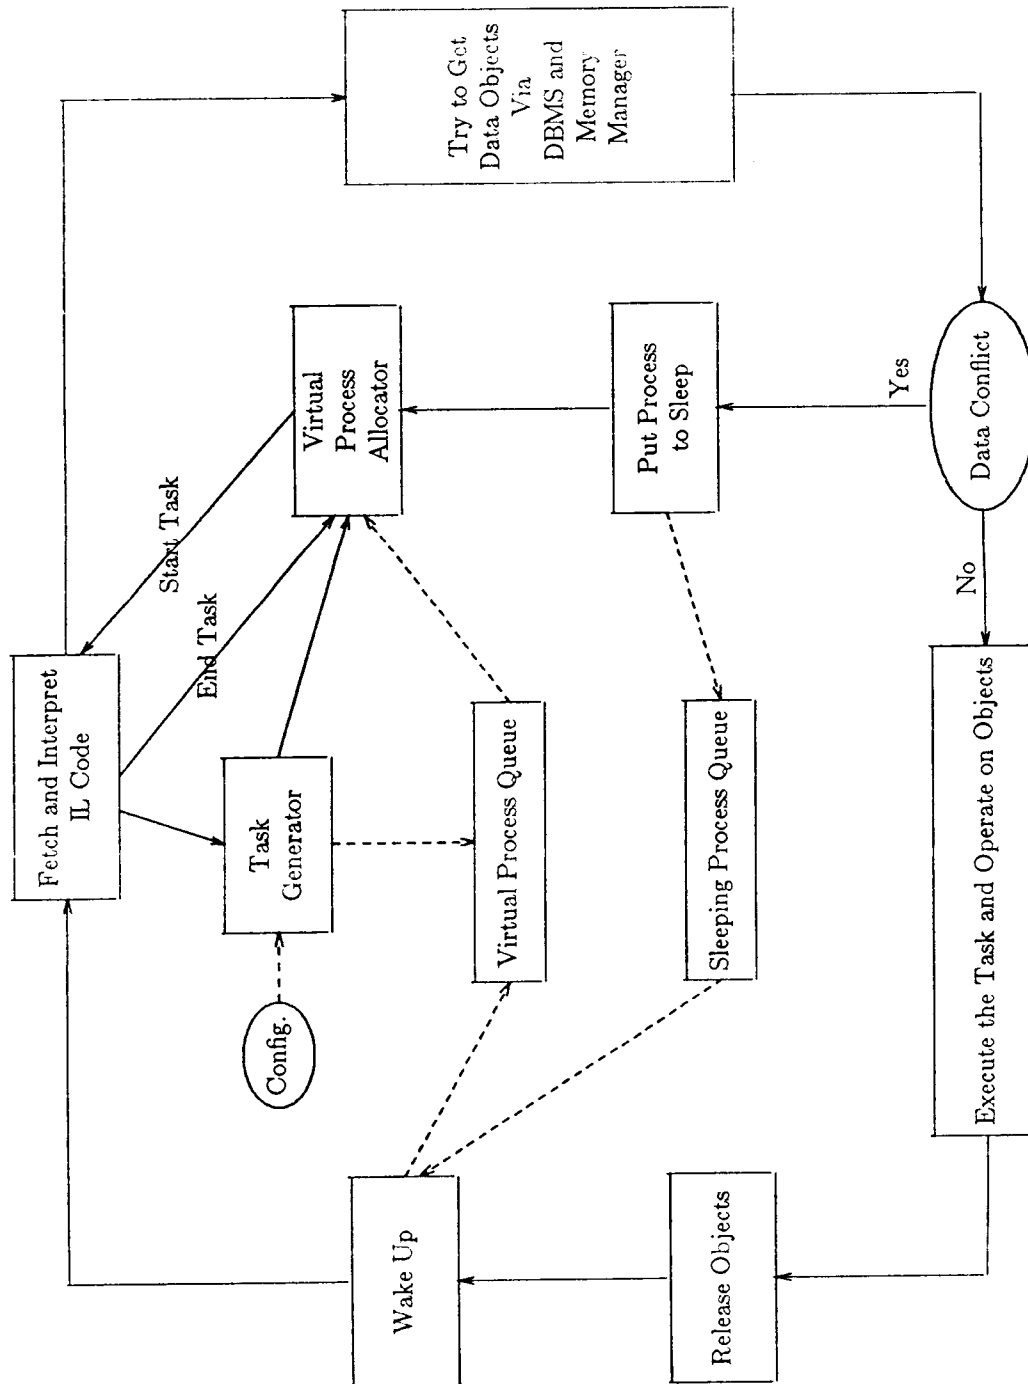 Fetch and Interpret
IL Code
Try to Get
Data Objects
Via
DBMS and
Memory
Manager
Start Task
End Task
Task
Generator
Config.
Virtual
Process
Allocator
Virtual Process Queue
Wake Up
Put Process
to Sleep
Sleeping Process Queue
Yes
Data Conflict
No
Release Objects
Execute the Task and Operate on Objects